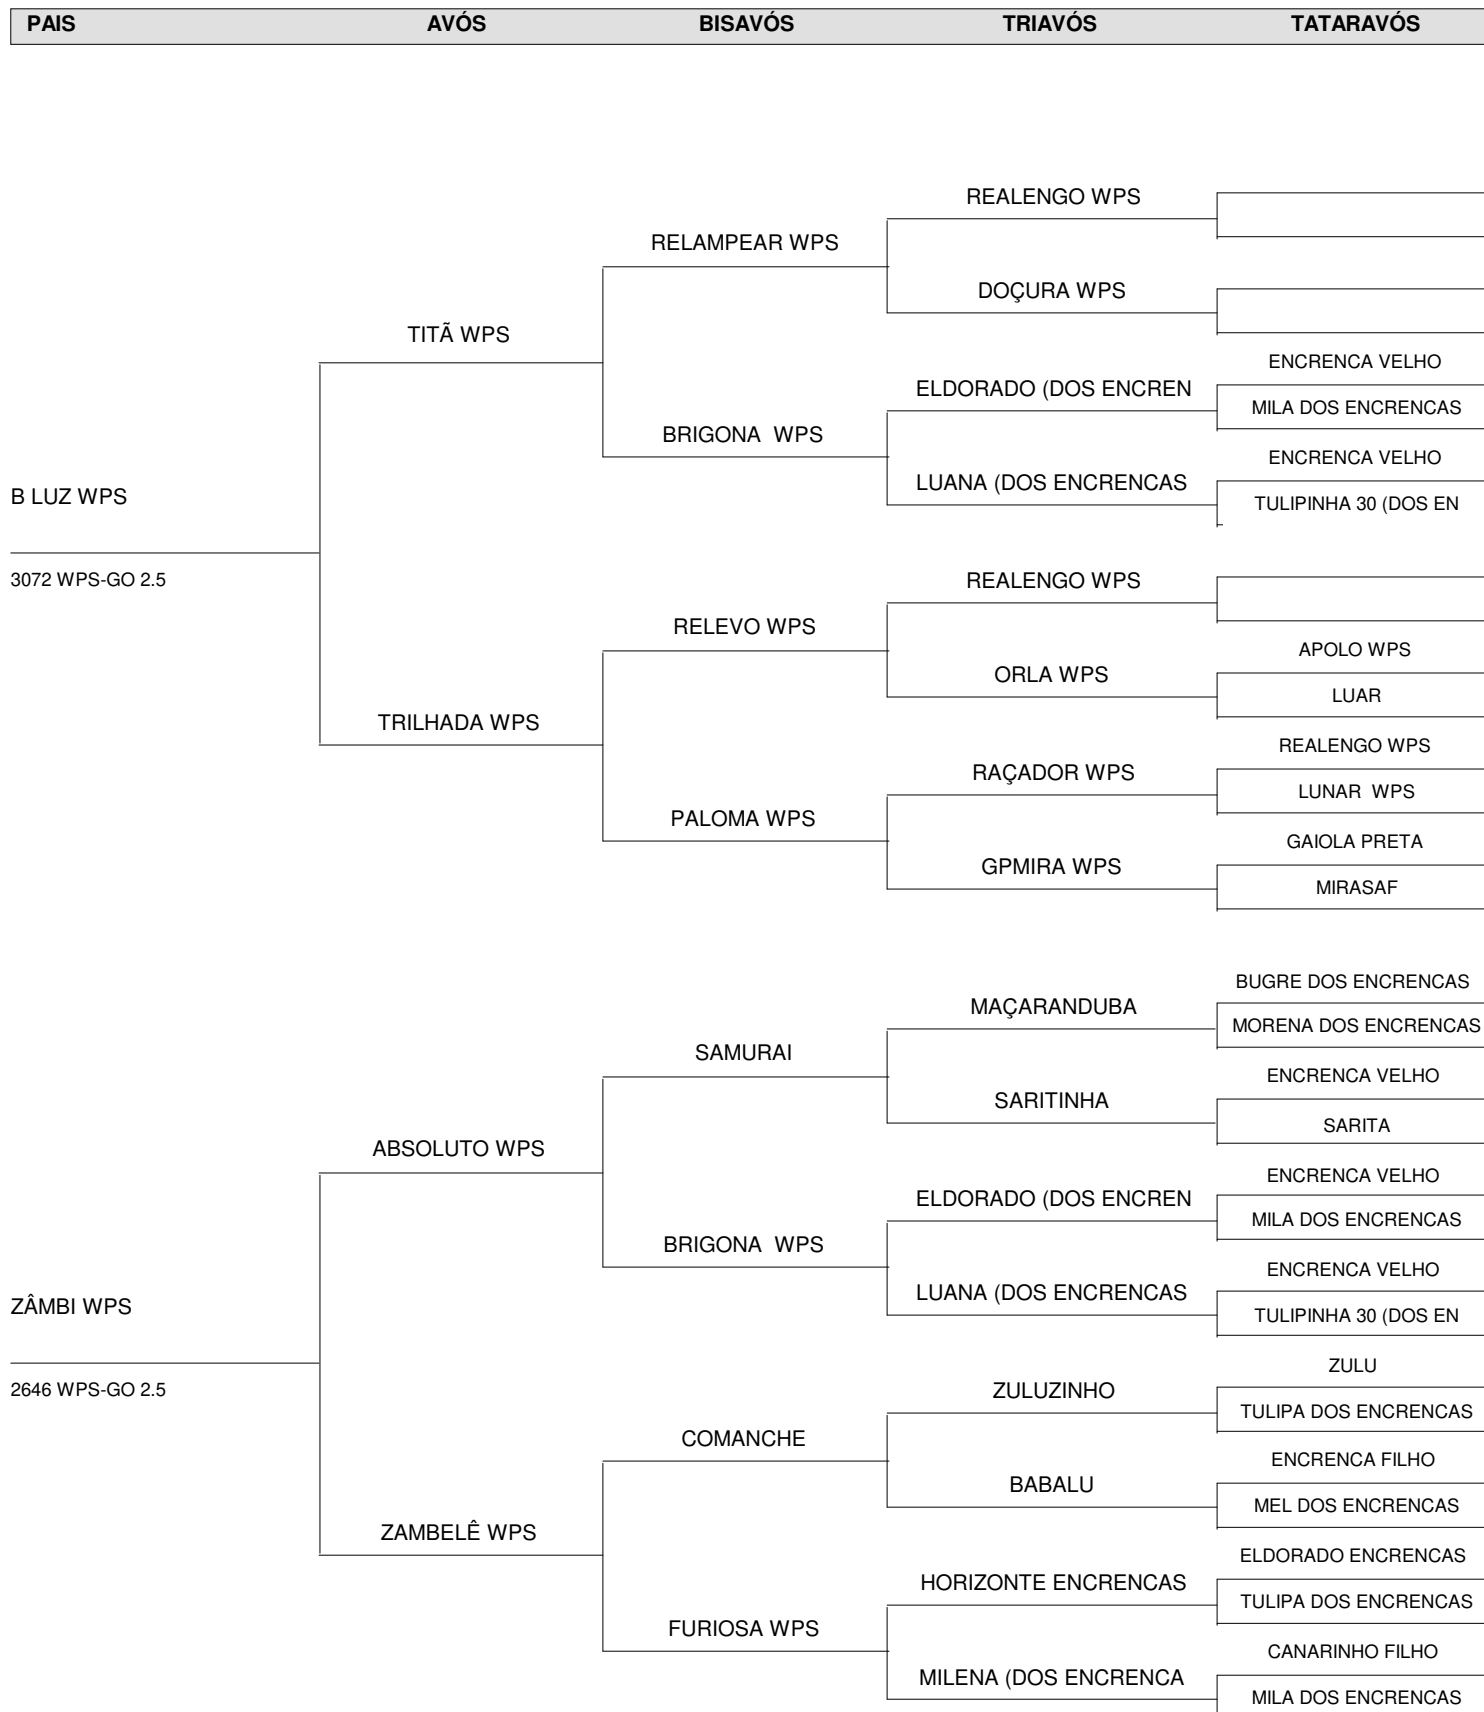 PAIS AVÓS BISAVÓS TRIAVÓS TATARAVÓS
REALENGO WPS
RELAMPEAR WPS
DOÇURA WPS
TITÃ WPS
ENCRENCA VELHO
ELDORADO (DOS ENCREN
MILA DOS ENCRENCAS
BRIGONA WPS
ENCRENCA VELHO
LUANA (DOS ENCRENCAS
B LUZ WPS
TULIPINHA 30 (DOS EN
3072 WPS-GO 2.5
REALENGO WPS
RELEVO WPS
APOLO WPS
ORLA WPS
LUAR
TRILHADA WPS
REALENGO WPS
RAÇADOR WPS
LUNAR WPS
PALOMA WPS
GAIOLA PRETA
GPMIRA WPS
MIRASAF
BUGRE DOS ENCRENCAS
MAÇARANDUBA
MORENA DOS ENCRENCAS
SAMURAI
ENCRENCA VELHO
SARITINHA
SARITA
ABSOLUTO WPS
ENCRENCA VELHO
ELDORADO (DOS ENCREN
MILA DOS ENCRENCAS
BRIGONA WPS
ENCRENCA VELHO
LUANA (DOS ENCRENCAS
ZÂMBI WPS
TULIPINHA 30 (DOS EN
ZULU
2646 WPS-GO 2.5
ZULUZINHO
TULIPA DOS ENCRENCAS
COMANCHE
ENCRENCA FILHO
BABALU
MEL DOS ENCRENCAS
ZAMBELÊ WPS
ELDORADO ENCRENCAS
HORIZONTE ENCRENCAS
TULIPA DOS ENCRENCAS
FURIOSA WPS
CANARINHO FILHO
MILENA (DOS ENCRENCA
MILA DOS ENCRENCAS